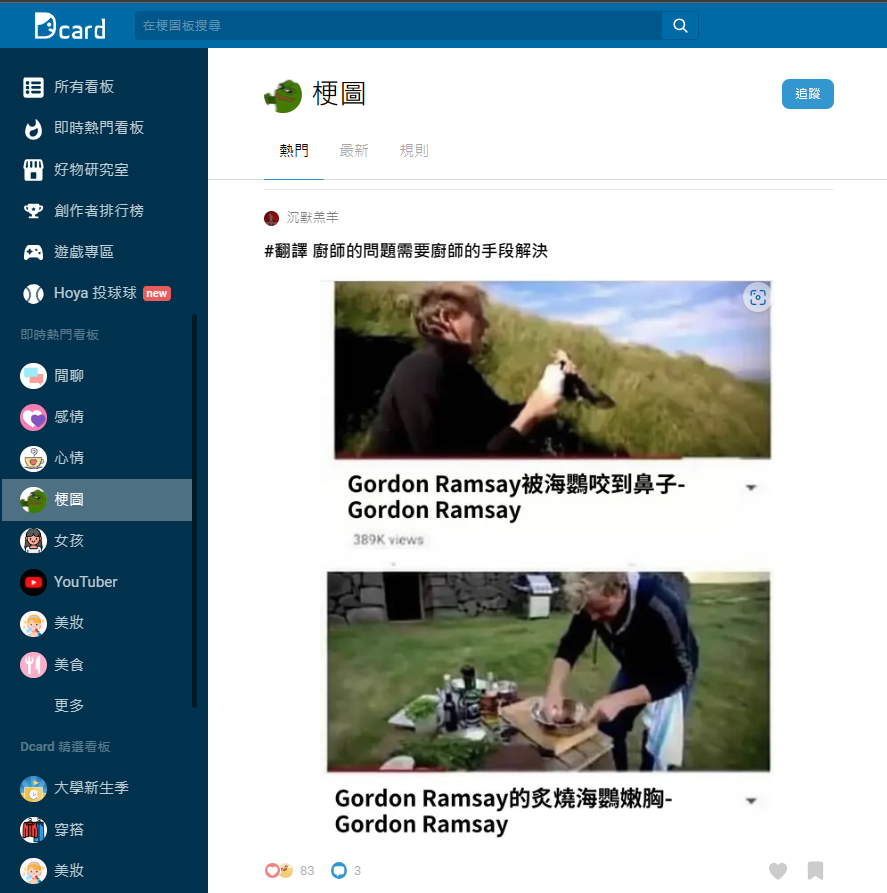 Dcard
在梗圖板搜尋
所有看板
即時熱門看板
好物研究室
創作者排行榜
遊戲專區
Hoya 投球球 new
即時熱門看板
閒聊
感情
心情
梗圖
女孩
YouTuber
美妝
美食
更多
Dcard 精選看板
大學新生季
穿搭
美妝
梗圖
追蹤
熱門
最新
規則
沉默羔羊
#翻譯 廚師的問題需要廚師的手段解決
Gordon Ramsay被海鸚咬到鼻子-
Gordon Ramsay
389K views
Gordon Ramsay的炙燒海鸚嫩胸-
Gordon Ramsay
83
3